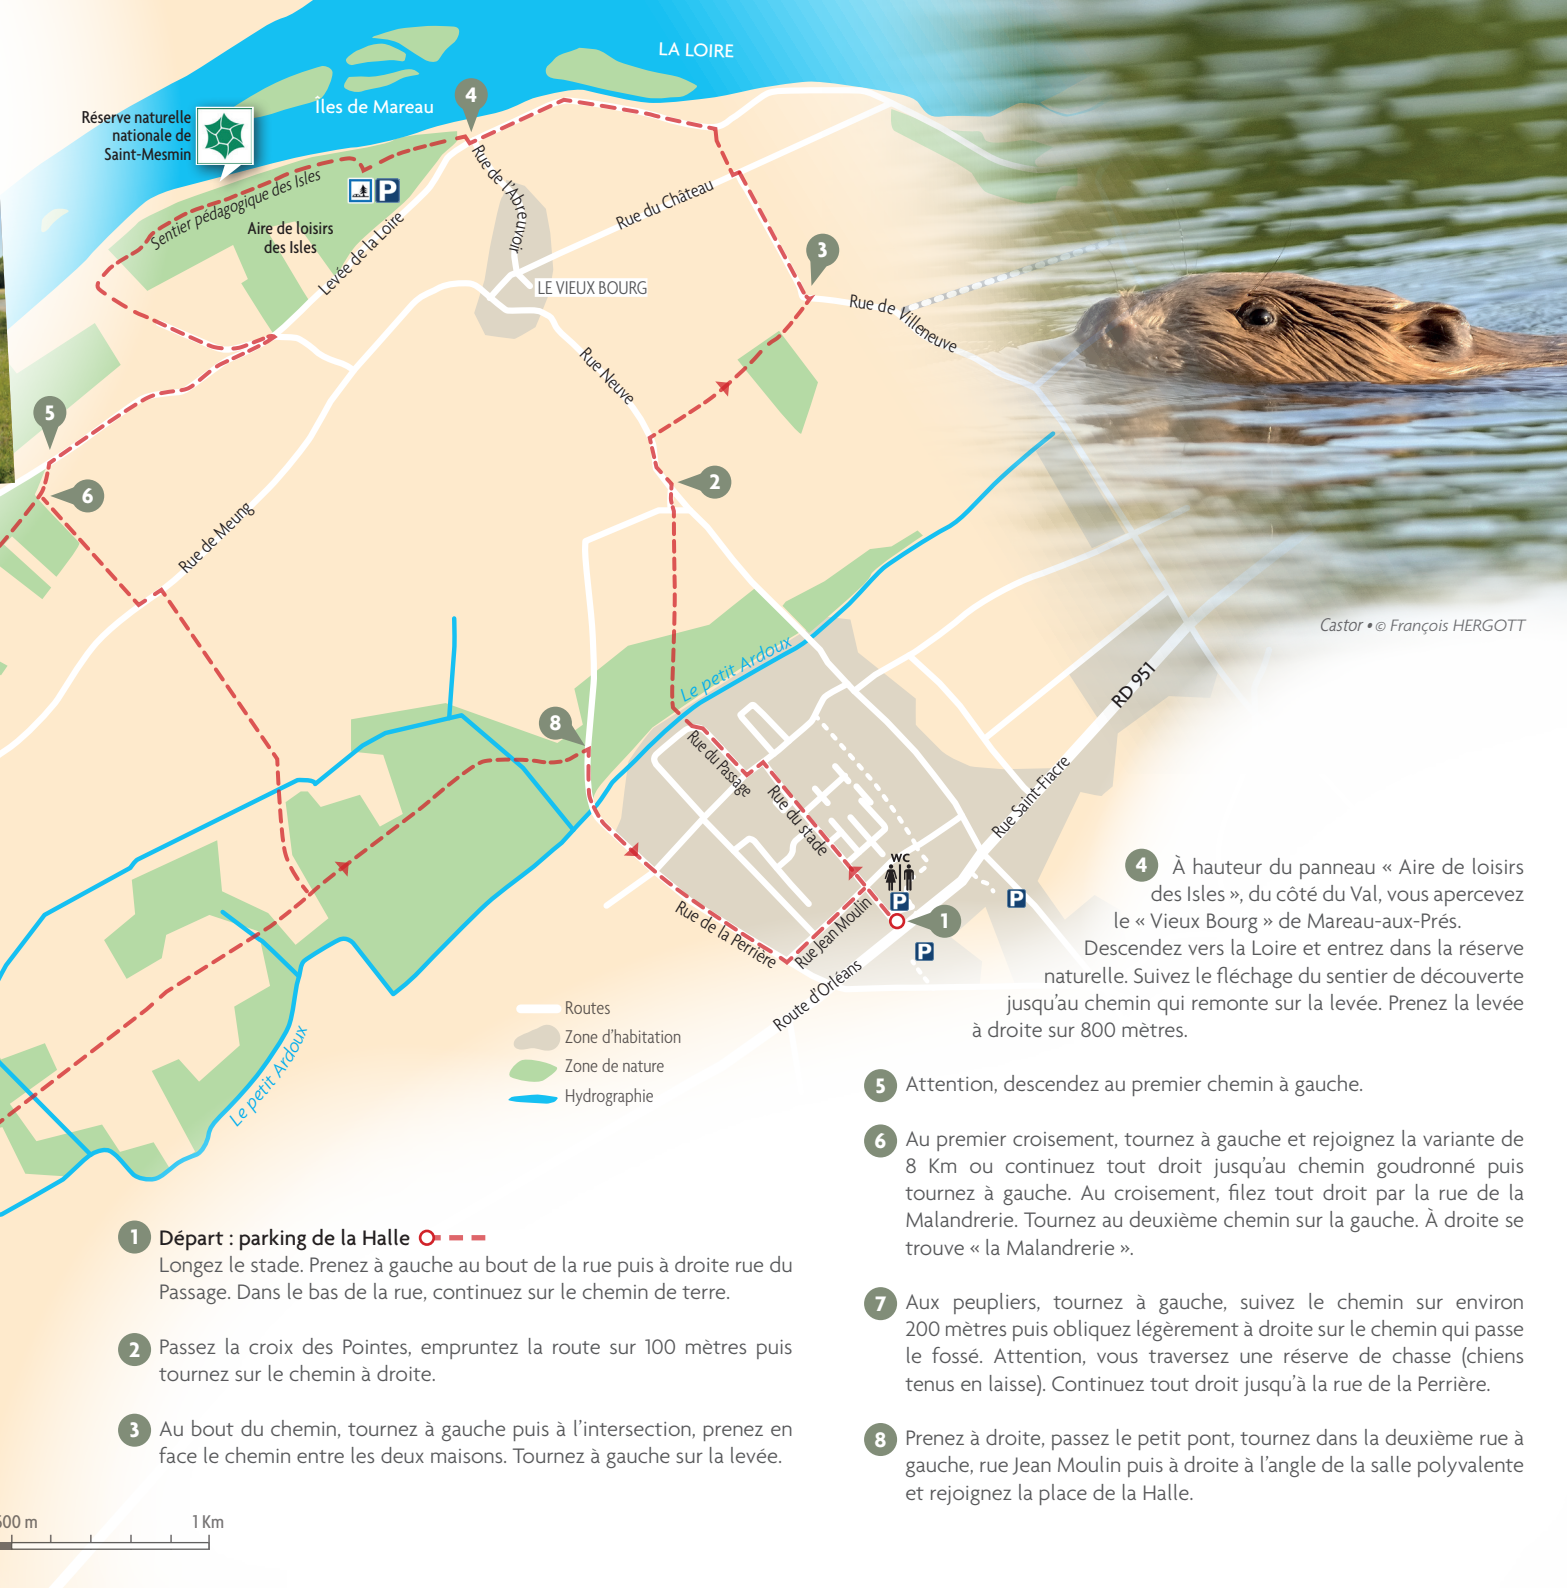 LA LOIRE
Îles de Mareau
4
Réserve naturelle
nationale de
Saint-Mesmin
Sentier pédagogique des Isles
P
Aire de loisirs
des Isles
Levée de la Loire
Rue de l'Abreuvoir
Rue du Château
3
LE VIEUX BOURG
Rue de Villeneuve
Rue Neuve
5
6
2
Rue de Meung
Castor • © François HERGOTT
Le petit Ardoux
RD 951
8
Rue du Passage
Rue du stade
Rue Saint-Fiacre
WC
P
P
1
P
Rue de la Perrière
Rue Jean Moulin
Route d'Orléans
Le petit Ardoux
Routes
Zone d'habitation
Zone de nature
Hydrographie
1 Départ : parking de la Halle
Longez le stade. Prenez à gauche au bout de la rue puis à droite rue du
Passage. Dans le bas de la rue, continuez sur le chemin de terre.
2 Passez la croix des Pointes, empruntez la route sur 100 mètres puis
tournez sur le chemin à droite.
3 Au bout du chemin, tournez à gauche puis à l'intersection, prenez en
face le chemin entre les deux maisons. Tournez à gauche sur la levée.
4 À hauteur du panneau « Aire de loisirs
des Isles », du côté du Val, vous apercevez
le « Vieux Bourg » de Mareau-aux-Prés.
Descendez vers la Loire et entrez dans la réserve
naturelle. Suivez le fléchage du sentier de découverte
jusqu'au chemin qui remonte sur la levée. Prenez la levée
à droite sur 800 mètres.
5 Attention, descendez au premier chemin à gauche.
6 Au premier croisement, tournez à gauche et rejoignez la variante de
8 Km ou continuez tout droit jusqu'au chemin goudronné puis
tournez à gauche. Au croisement, filez tout droit par la rue de la
Malandrerie. Tournez au deuxième chemin sur la gauche. À droite se
trouve « la Malandrerie ».
7 Aux peupliers, tournez à gauche, suivez le chemin sur environ
200 mètres puis obliquez légèrement à droite sur le chemin qui passe
le fossé. Attention, vous traversez une réserve de chasse (chiens
tenus en laisse). Continuez tout droit jusqu'à la rue de la Perrière.
8 Prenez à droite, passez le petit pont, tournez dans la deuxième rue à
gauche, rue Jean Moulin puis à droite à l'angle de la salle polyvalente
et rejoignez la place de la Halle.
500 m
1 Km